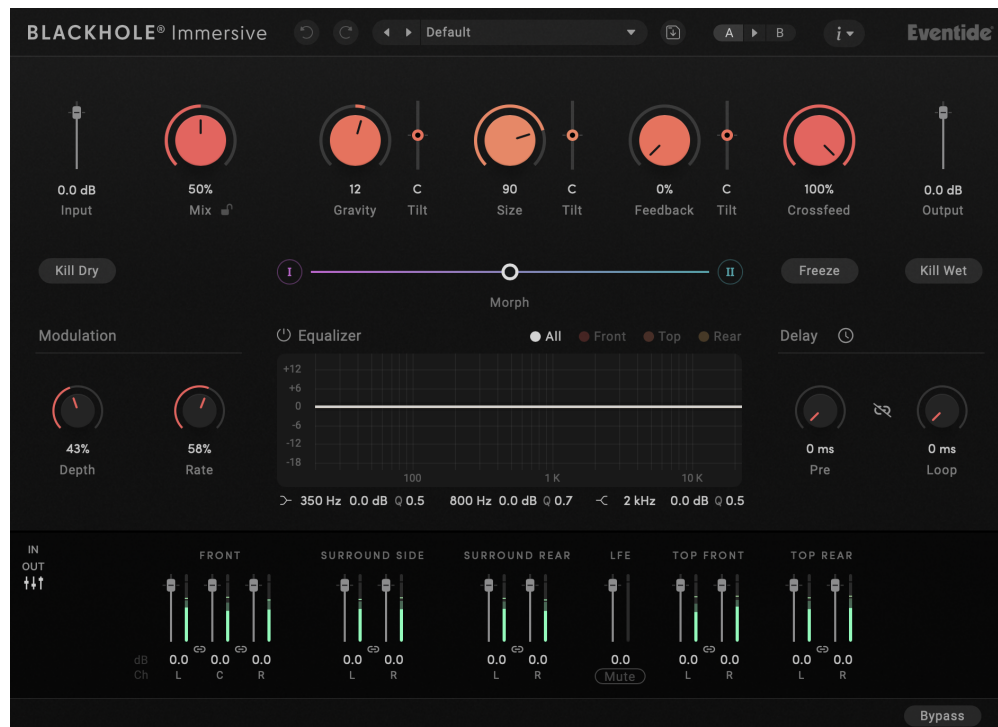 BLACKHOLE® Immersive Default A B i Eventide®
0.0 dB 50% 12 C 90 C 0% C 100% 0.0 dB
Input Mix Gravity Tilt Size Tilt Feedback Tilt Crossfeed Output
Kill Dry I II Freeze Kill Wet
Morph
Modulation Equalizer All Front Top Rear Delay
+12
+6
0
-6
-12
-18
100 1 K 10 K
43% 58% 0 ms 0 ms
Depth Rate Pre Loop
350 Hz 0.0 dB Q 0.5 800 Hz 0.0 dB Q 0.7 2 kHz 0.0 dB Q 0.5
IN
OUT
FRONT SURROUND SIDE SURROUND REAR LFE TOP FRONT TOP REAR
dB 0.0 0.0 0.0 0.0 0.0 0.0 0.0 0.0 0.0 0.0 0.0 0.0
Ch L C R L R L R Mute L R L R
Bypass